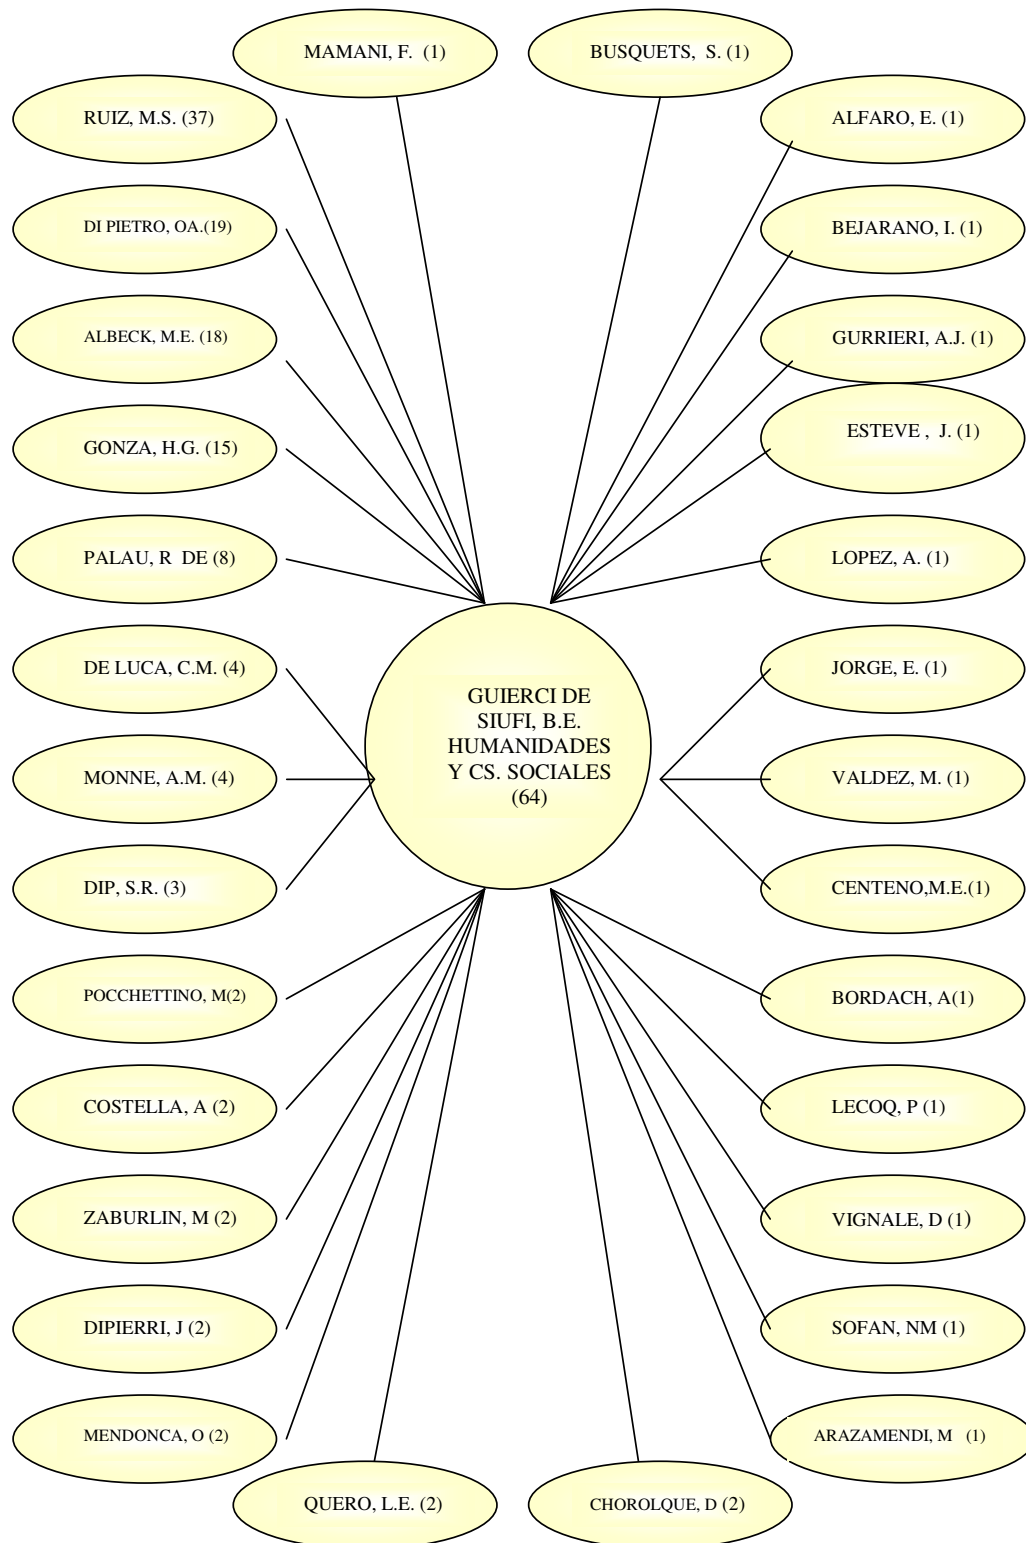 MAMANI, F. (1)
BUSQUETS, S. (1)
RUIZ, M.S. (37)
ALFARO, E. (1)
DI PIETRO, OA.(19)
BEJARANO, I. (1)
ALBECK, M.E. (18)
GURRIERI, A.J. (1)
GONZA, H.G. (15)
ESTEVE , J. (1)
PALAU, R DE (8)
LOPEZ, A. (1)
DE LUCA, C.M. (4)
JORGE, E. (1)
GUIERCI DE
SIUFI, B.E.
HUMANIDADES
Y CS. SOCIALES
(64)
MONNE, A.M. (4)
VALDEZ, M. (1)
DIP, S.R. (3)
CENTENO,M.E.(1)
POCCHETTINO, M(2)
BORDACH, A(1)
COSTELLA, A (2)
LECOQ, P (1)
ZABURLIN, M (2)
VIGNALE, D (1)
DIPIERRI, J (2)
SOFAN, NM (1)
MENDONCA, O (2)
ARAZAMENDI, M (1)
QUERO, L.E. (2)
CHOROLQUE, D (2)